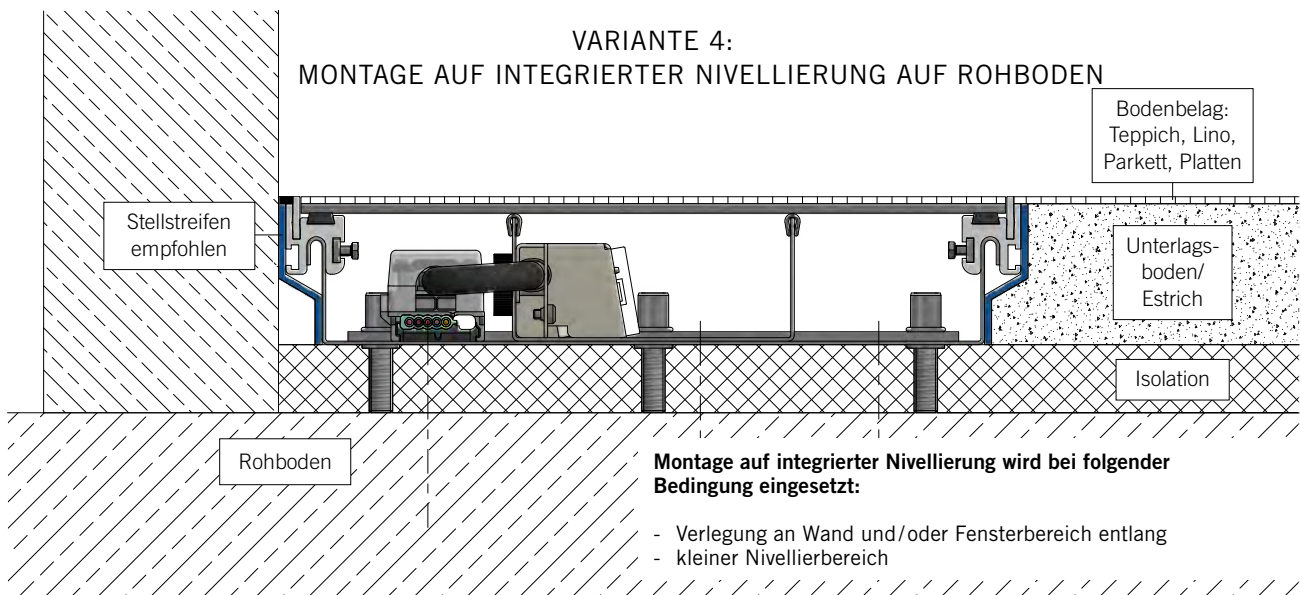 VARIANTE 4:
MONTAGE AUF INTEGRIERTER NIVELLIERUNG AUF ROHBODEN
Bodenbelag:
Teppich, Lino,
Parkett, Platten
Stellstreifen
empfohlen
Unterlags-
boden/
Estrich
Isolation
Rohboden
Montage auf integrierter Nivellierung wird bei folgender
Bedingung eingesetzt:
- Verlegung an Wand und/oder Fensterbereich entlang
- kleiner Nivellierbereich